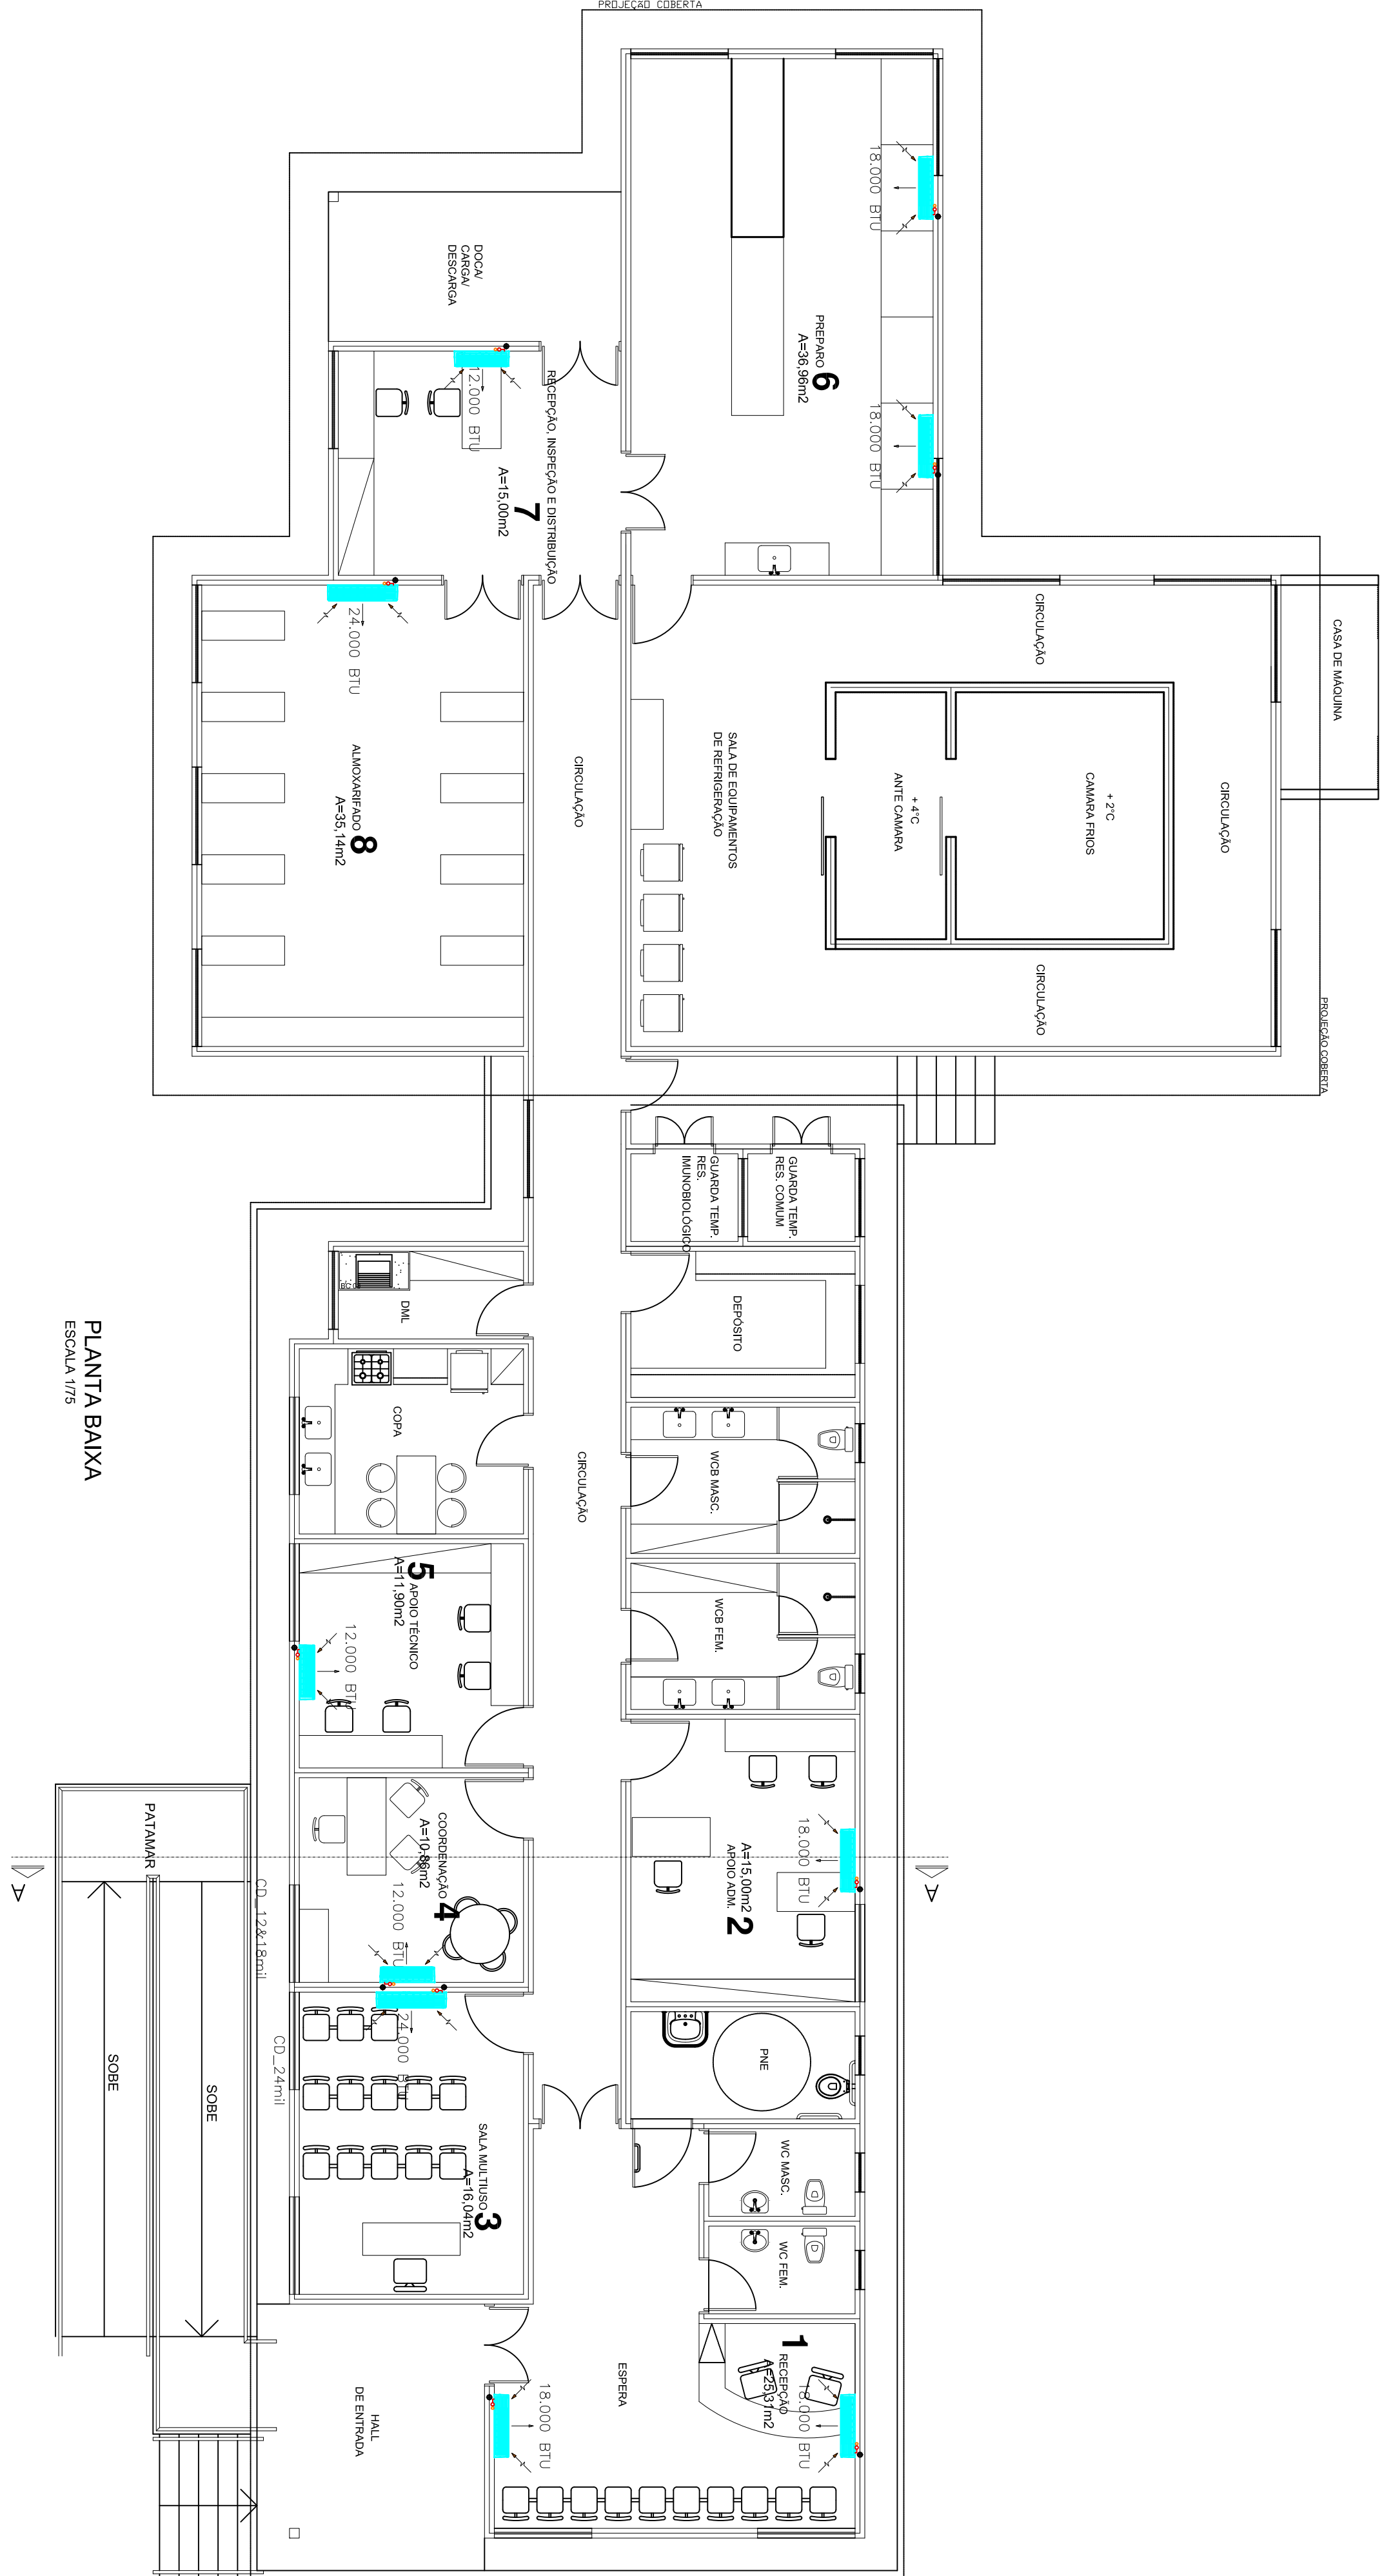 PROJEÇÃO COBERTA
18.000 BTU
PREPARO
6
A=36,96m2
18.000 BTU
DOCA/
CARGA/
DESCARGA
12.000 BTU
RECEPÇÃO, INSPEÇÃO E DISTRIBUIÇÃO
7
A=15,00m2
CASA DE MÁQUINA
CIRCULAÇÃO
24.000 BTU
ALMOXARIFADO
8
A=35,14m2
CIRCULAÇÃO
SALA DE EQUIPAMENTOS
DE REFRIGERAÇÃO
+ 4°C
ANTE CAMARA
+ 2°C
CAMARA FRIOS
CIRCULAÇÃO
CIRCULAÇÃO
PROJEÇÃO COBERTA
GUARDA TEMP.
RES.
IMUNOBIOLÓGICO
GUARDA TEMP.
RES. COMUM
DML
DEPÓSITO
PLANTA BAIXA
ESCALA 1/75
COPA
CIRCULAÇÃO
WCB MASC.
5
APOIO TÉCNICO
A=11,90m2
12.000 BTU
WCB FEM.
COORDENAÇÃO
4
A=10,86m2
12.000 BTU
18.000 BTU
A=15,00m2
APOIO ADM.
2
PATAMAR
A
A
CD_12&18mil
CD_24mil
24.000 BTU
PNE
SOBE
SOBE
SALA MULTIUSO
3
A=16,04m2
WC MASC.
WC FEM.
1
RECEPÇÃO
A=25,31m2
18.000 BTU
ESPERA
18.000 BTU
HALL
DE ENTRADA